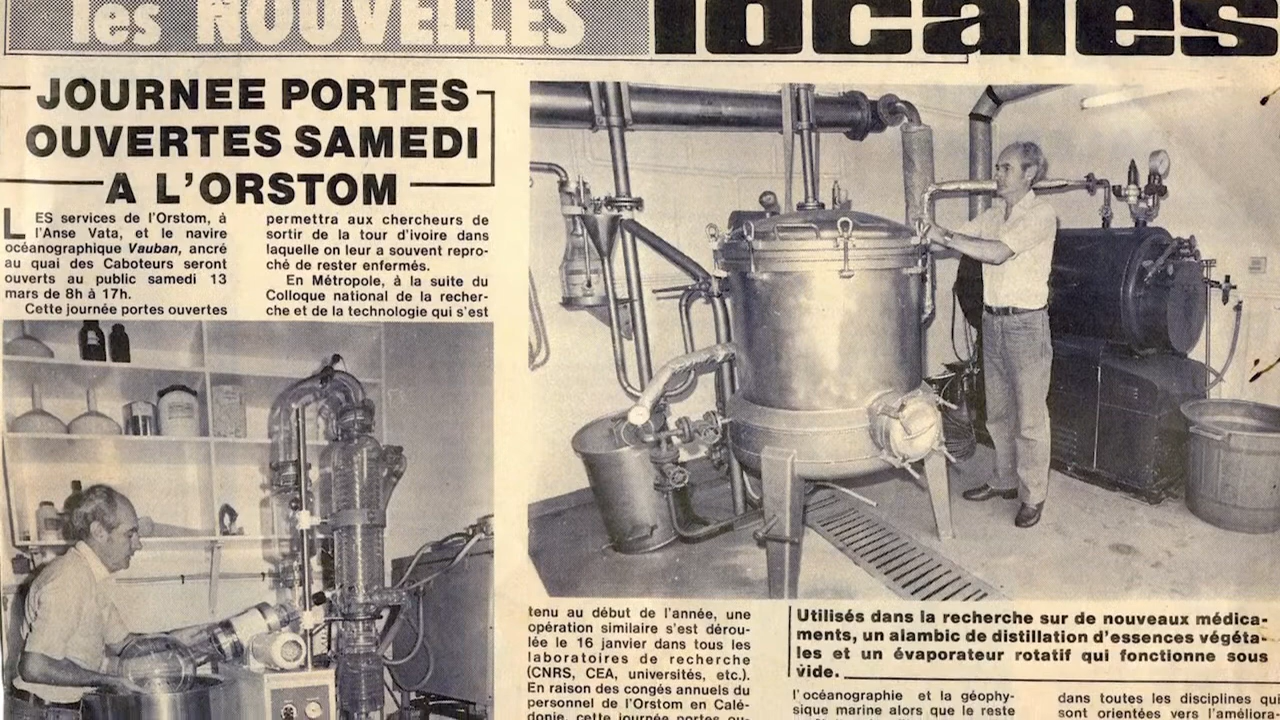 les NOUVELLES locales
JOURNEE PORTES
OUVERTES SAMEDI
A L'ORSTOM
LES services de l'Orstom, à
l'Anse Vata, et le navire
océanographique Vauban, ancré
au quai des Caboteurs seront
ouverts au public samedi 13
mars de 8h à 17h.
Cette journée portes ouvertes
permettra aux chercheurs de
sortir de la tour d'ivoire dans
laquelle on leur a souvent repro-
ché de rester enfermés.
En Métropole, à la suite du
Colloque national de la recher-
che et de la technologie qui s'est
tenu au début de l'année, une
opération similaire s'est dérou-
lée le 16 janvier dans tous les
laboratoires de recherche
(CNRS, CEA, universités, etc.).
En raison des congés annuels du
personnel de l'Orstom en Calé-
donie, cette journée portes ou-
Utilisés dans la recherche sur de nouveaux médica-
ments, un alambic de distillation d'essences végéta-
les et un évaporateur rotatif qui fonctionne sous
vide.
l'océanographie et la géophy-
sique marine alors que le reste
dans toutes les disciplines qu
sont orientées vers l'améliora-